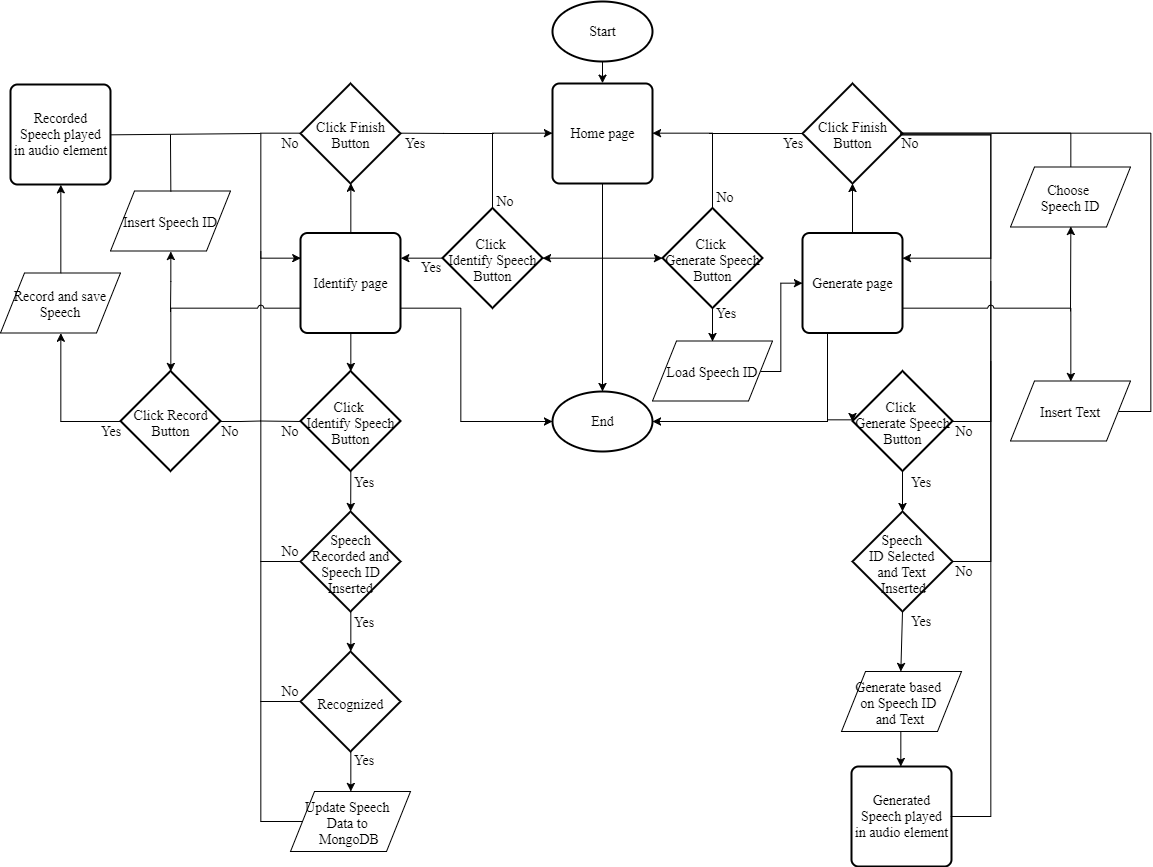 Start
Recorded
Speech played
in audio element
Click Finish
Button
No
Yes
Home page
Click Finish
Button
Yes
No
Insert Speech ID
Choose
Speech ID
No
No
Click
Identify Speech
Button
Yes
Click
Generate Speech
Button
Yes
Identify page
Generate page
Record and save
Speech
Load Speech ID
Click Record
Button
Yes
No
Click
Identify Speech
Button
No
Yes
End
Click
Generate Speech
Button
No
Yes
Insert Text
Speech
Recorded and
Speech ID
Inserted
No
Yes
Speech
ID Selected
and Text
Inserted
No
Yes
Recognized
No
Yes
Generate based
on Speech ID
and Text
Update Speech
Data to
MongoDB
Generated
Speech played
in audio element